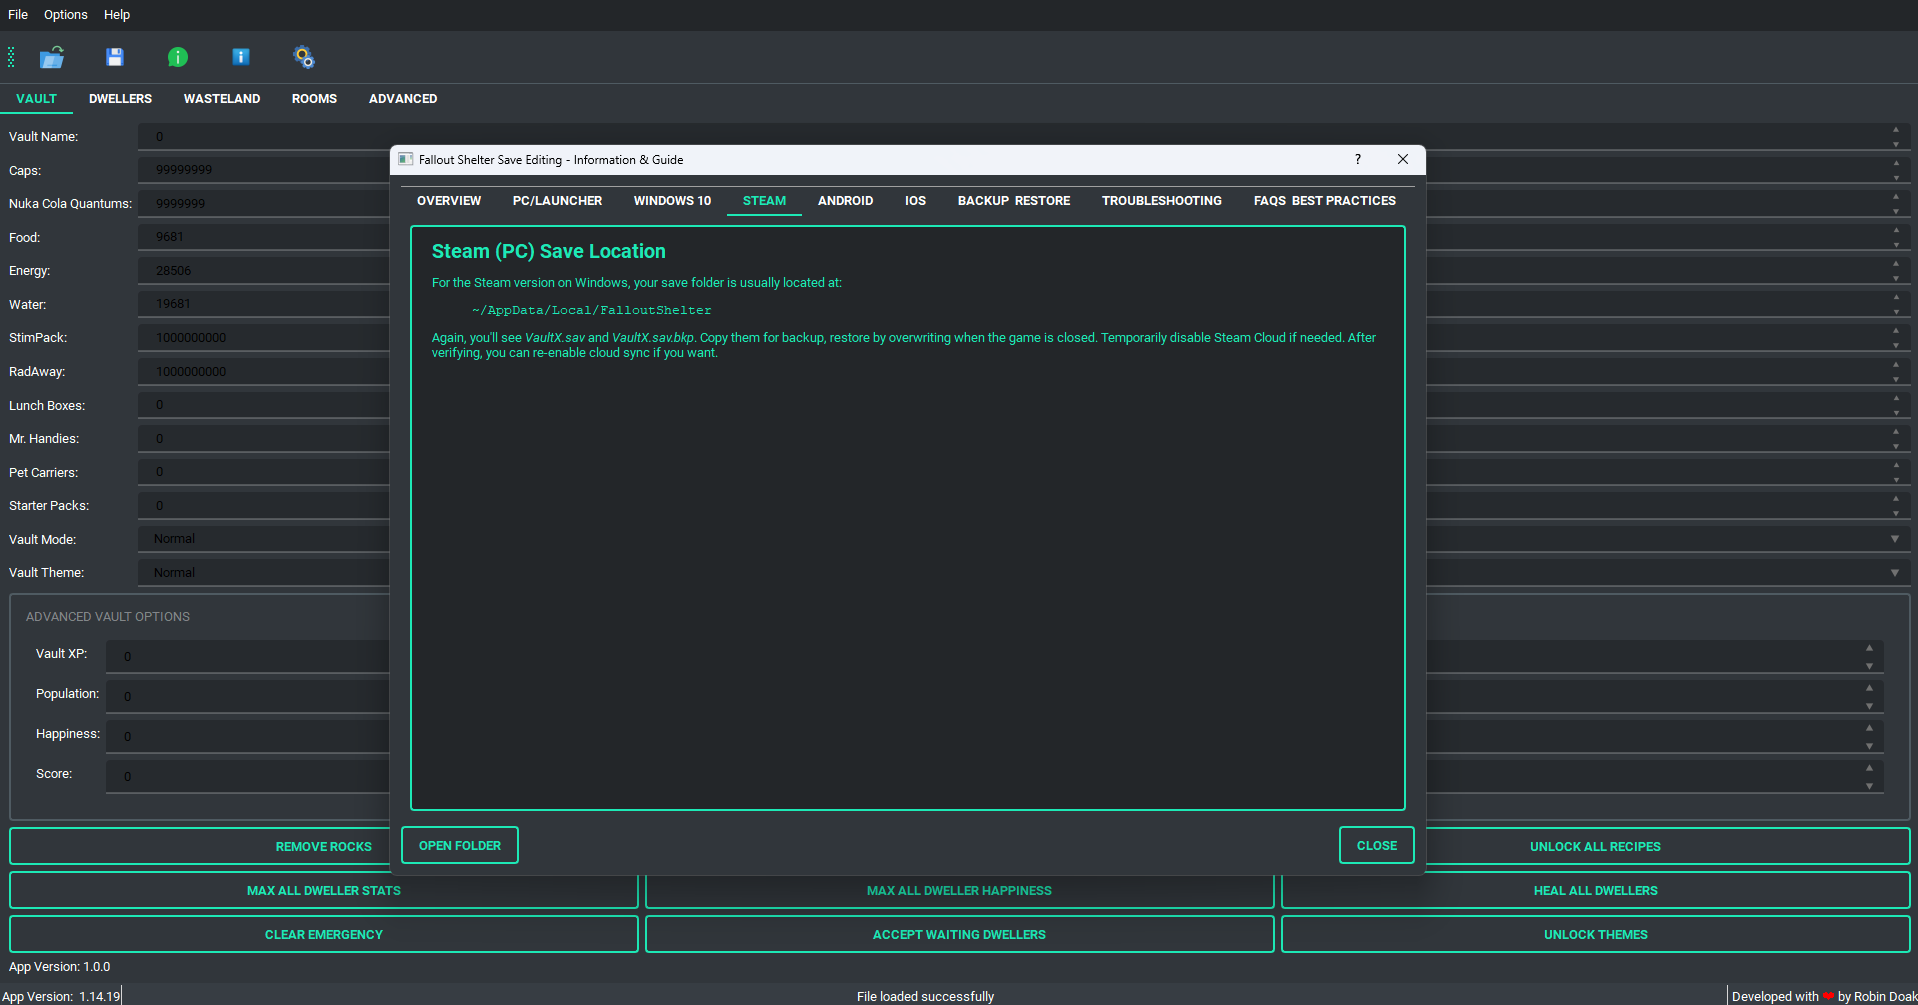 File Options Help
VAULT DWELLERS WASTELAND ROOMS ADVANCED
Vault Name: 0
Caps: 99999999
Nuka Cola Quantums: 9999999
Food: 9681
Energy: 28506
Water: 19681
StimPack: 1000000000
RadAway: 1000000000
Lunch Boxes: 0
Mr. Handies: 0
Pet Carriers: 0
Starter Packs: 0
Vault Mode: Normal
Vault Theme: Normal
ADVANCED VAULT OPTIONS
Vault XP: 0
Population: 0
Happiness: 0
Score: 0
Fallout Shelter Save Editing - Information & Guide
OVERVIEW PC/LAUNCHER WINDOWS 10 STEAM ANDROID IOS BACKUP RESTORE TROUBLESHOOTING FAQS BEST PRACTICES
Steam (PC) Save Location
For the Steam version on Windows, your save folder is usually located at:
~/AppData/Local/FalloutShelter
Again, you'll see VaultX.sav and VaultX.sav.bkp. Copy them for backup, restore by overwriting when the game is closed. Temporarily disable Steam Cloud if needed. After
verifying, you can re-enable cloud sync if you want.
OPEN FOLDER CLOSE
REMOVE ROCKS UNLOCK ALL RECIPES
MAX ALL DWELLER STATS MAX ALL DWELLER HAPPINESS HEAL ALL DWELLERS
CLEAR EMERGENCY ACCEPT WAITING DWELLERS UNLOCK THEMES
App Version: 1.0.0
App Version: 1.14.19 File loaded successfully Developed with ❤ by Robin Doak